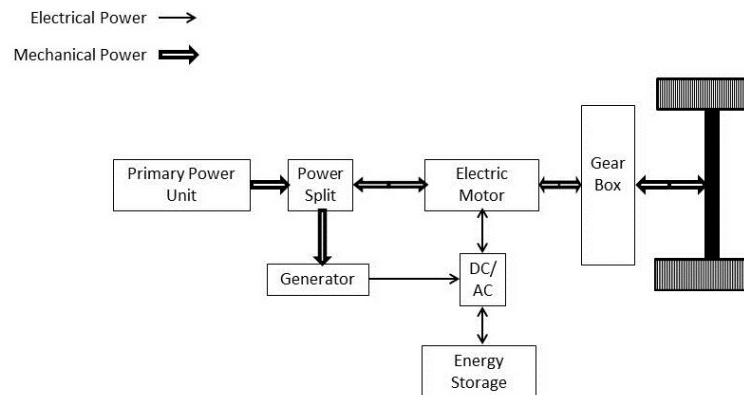 Electrical Power
Mechanical Power
Primary Power
Unit
Power
Split
Electric
Motor
Gear
Box
Generator
DC/
AC
Energy
Storage